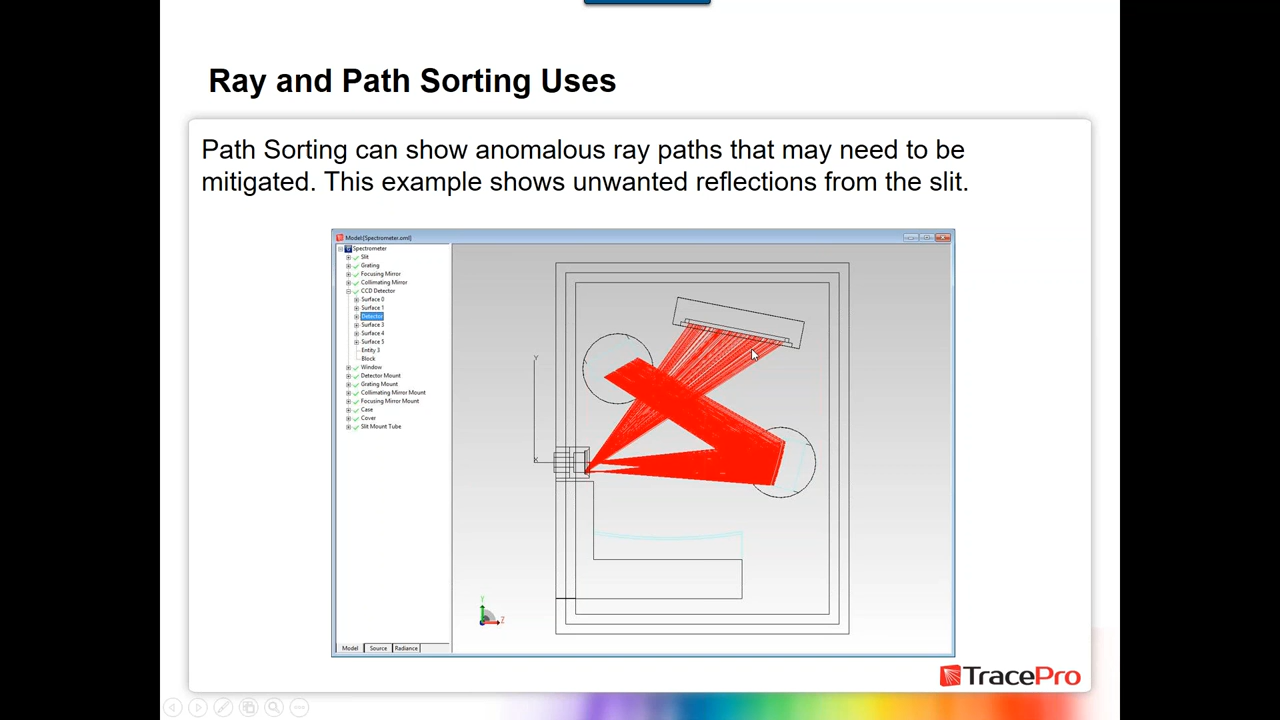 Ray and Path Sorting Uses
Path Sorting can show anomalous ray paths that may need to be
mitigated. This example shows unwanted reflections from the slit.
Model:[Spectrometer.oml]
Spectrometer
Slit
Grating
Focusing Mirror
Collimating Mirror
CCD Detector
Surface 0
Surface 1
Detector
Surface 3
Surface 4
Surface 5
Entity 3
Block
Window
Detector Mount
Grating Mount
Collimating Mirror Mount
Focusing Mirror Mount
Case
Cover
Slit Mount Tube
Y
X
Y
Z
Model Source Radiance
TracePro